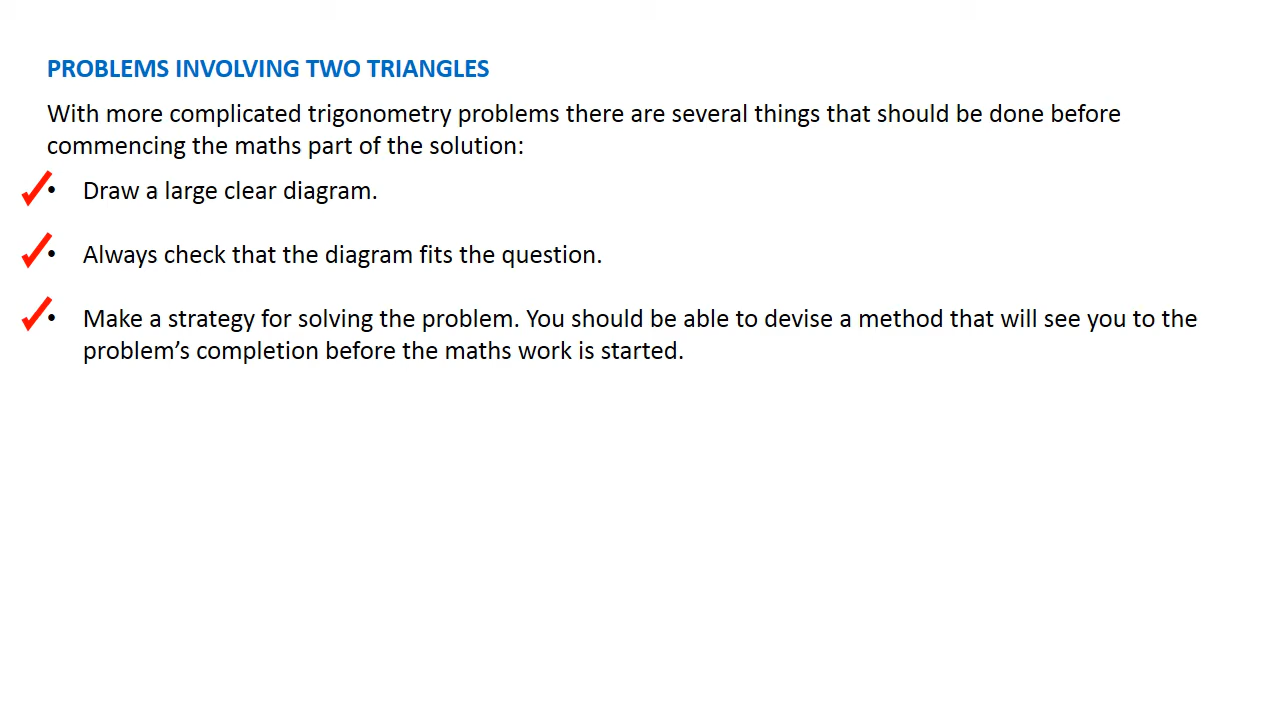 PROBLEMS INVOLVING TWO TRIANGLES
With more complicated trigonometry problems there are several things that should be done before
commencing the maths part of the solution:
• Draw a large clear diagram.
• Always check that the diagram fits the question.
• Make a strategy for solving the problem. You should be able to devise a method that will see you to the
problem’s completion before the maths work is started.